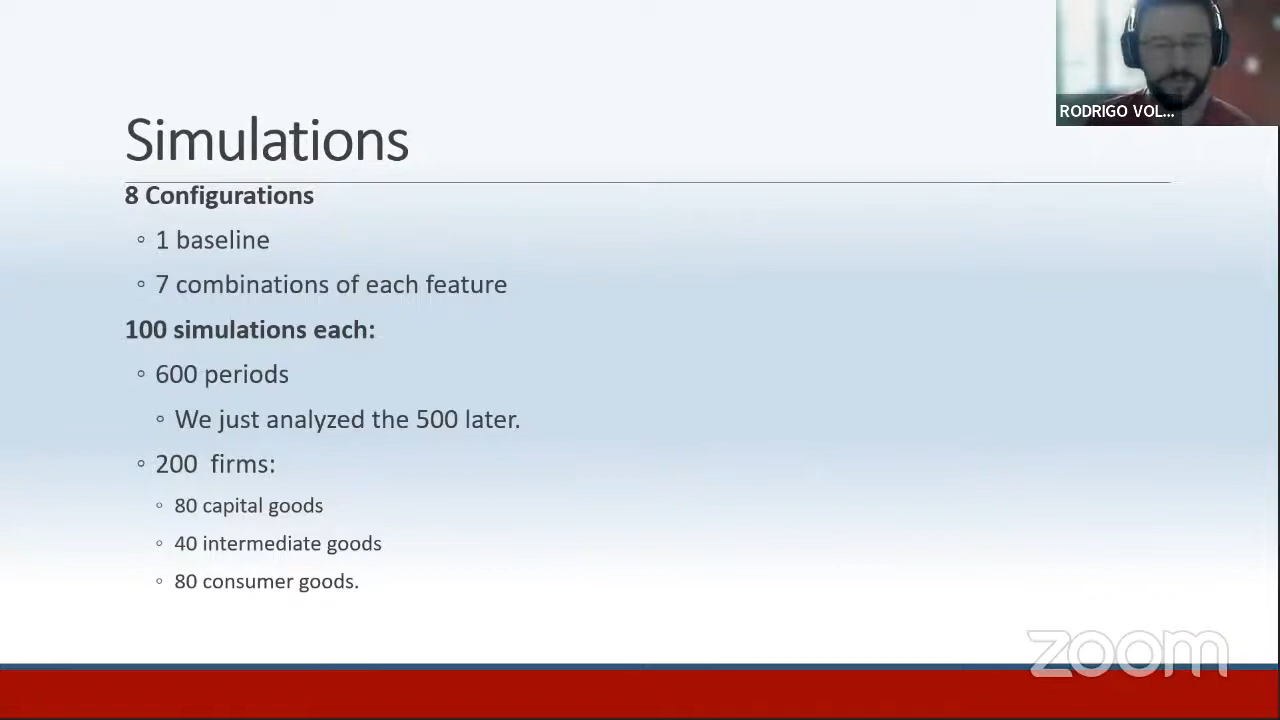 RODRIGO VOL...
Simulations
8 Configurations
◦ 1 baseline
◦ 7 combinations of each feature
100 simulations each:
◦ 600 periods
◦ We just analyzed the 500 later.
◦ 200 firms:
◦ 80 capital goods
◦ 40 intermediate goods
◦ 80 consumer goods.
zoom